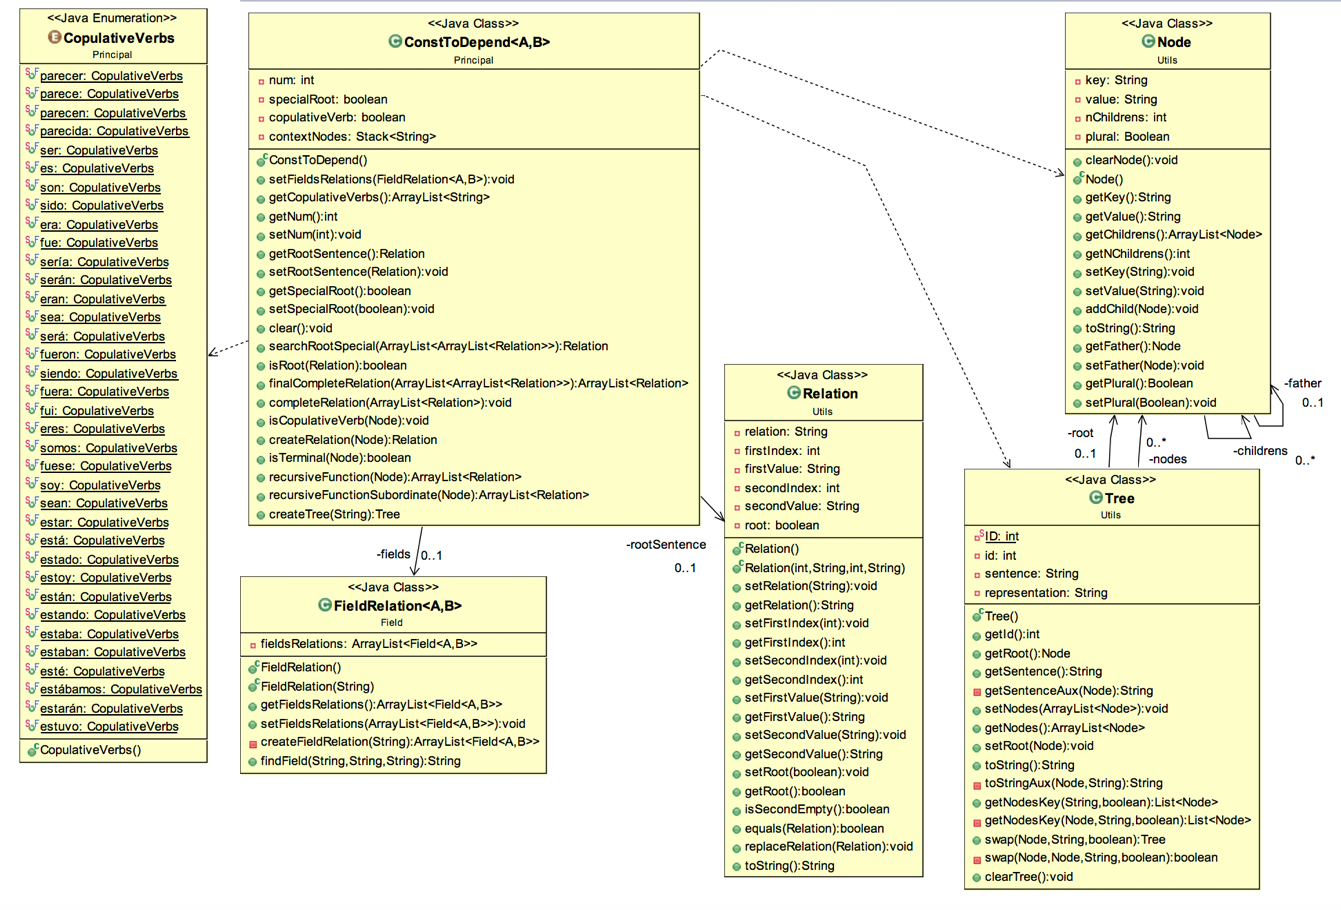 <<Java Enumeration>>
CopulativeVerbs
Principal
parecer: CopulativeVerbs
parece: CopulativeVerbs
parecen: CopulativeVerbs
parecida: CopulativeVerbs
ser: CopulativeVerbs
es: CopulativeVerbs
son: CopulativeVerbs
sido: CopulativeVerbs
era: CopulativeVerbs
fue: CopulativeVerbs
sería: CopulativeVerbs
serán: CopulativeVerbs
eran: CopulativeVerbs
sea: CopulativeVerbs
será: CopulativeVerbs
fueron: CopulativeVerbs
siendo: CopulativeVerbs
fuera: CopulativeVerbs
fui: CopulativeVerbs
eres: CopulativeVerbs
somos: CopulativeVerbs
fuese: CopulativeVerbs
soy: CopulativeVerbs
sean: CopulativeVerbs
estar: CopulativeVerbs
está: CopulativeVerbs
estado: CopulativeVerbs
estoy: CopulativeVerbs
están: CopulativeVerbs
estando: CopulativeVerbs
estaba: CopulativeVerbs
estaban: CopulativeVerbs
esté: CopulativeVerbs
estábamos: CopulativeVerbs
estarán: CopulativeVerbs
estuvo: CopulativeVerbs
CopulativeVerbs()
<<Java Class>>
ConstToDepend<A,B>
Principal
num: int
specialRoot: boolean
copulativeVerb: boolean
contextNodes: Stack<String>
ConstToDepend()
setFieldsRelations(FieldRelation<A,B>):void
getCopulativeVerbs():ArrayList<String>
getNum():int
setNum(int):void
getRootSentence():Relation
setRootSentence(Relation):void
getSpecialRoot():boolean
setSpecialRoot(boolean):void
clear():void
searchRootSpecial(ArrayList<ArrayList<Relation>>):Relation
isRoot(Relation):boolean
finalCompleteRelation(ArrayList<ArrayList<Relation>>):ArrayList<Relation>
completeRelation(ArrayList<Relation>):void
isCopulativeVerb(Node):void
createRelation(Node):Relation
isTerminal(Node):boolean
recursiveFunction(Node):ArrayList<Relation>
recursiveFunctionSubordinate(Node):ArrayList<Relation>
createTree(String):Tree
-fields 0..1
-rootSentence
0..1
<<Java Class>>
FieldRelation<A,B>
Field
fieldsRelations: ArrayList<Field<A,B>>
FieldRelation()
FieldRelation(String)
getFieldsRelations():ArrayList<Field<A,B>>
setFieldsRelations(ArrayList<Field<A,B>>):void
createFieldRelation(String):ArrayList<Field<A,B>>
findField(String,String,String):String
<<Java Class>>
Relation
Utils
relation: String
firstIndex: int
firstValue: String
secondIndex: int
secondValue: String
root: boolean
Relation()
Relation(int,String,int,String)
setRelation(String):void
getRelation():String
setFirstIndex(int):void
getFirstIndex():int
setSecondIndex(int):void
getSecondIndex():int
setFirstValue(String):void
getFirstValue():String
setSecondValue(String):void
getSecondValue():String
setRoot(boolean):void
getRoot():boolean
isSecondEmpty():boolean
equals(Relation):boolean
replaceRelation(Relation):void
toString():String
<<Java Class>>
Node
Utils
key: String
value: String
nChildrens: int
plural: Boolean
clearNode():void
Node()
getKey():String
getValue():String
getChildrens():ArrayList<Node>
getNChildrens():int
setKey(String):void
setValue(String):void
addChild(Node):void
toString():String
getFather():Node
setFather(Node):void
getPlural():Boolean
setPlural(Boolean):void
-father
0..1
-root
0..1
0..*
-nodes
-childrens
0..*
<<Java Class>>
Tree
Utils
ID: int
id: int
sentence: String
representation: String
Tree()
getId():int
getRoot():Node
getSentence():String
getSentenceAux(Node):String
setNodes(ArrayList<Node>):void
getNodes():ArrayList<Node>
setRoot(Node):void
toString():String
toStringAux(Node,String):String
getNodesKey(String,boolean):List<Node>
getNodesKey(Node,String,boolean):List<Node>
swap(Node,String,boolean):Tree
swap(Node,Node,String,boolean):boolean
clearTree():void